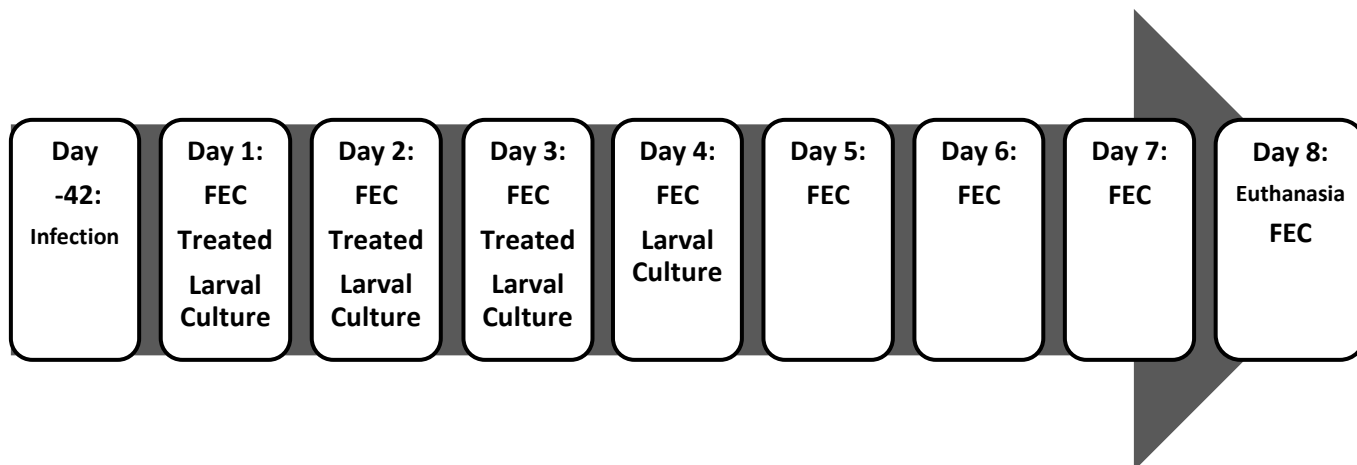 Day
-42:
Infection
Day 1:
FEC
Treated
Larval
Culture
Day 2:
FEC
Treated
Larval
Culture
Day 3:
FEC
Treated
Larval
Culture
Day 4:
FEC
Larval
Culture
Day 5:
FEC
Day 6:
FEC
Day 7:
FEC
Day 8:
Euthanasia
FEC